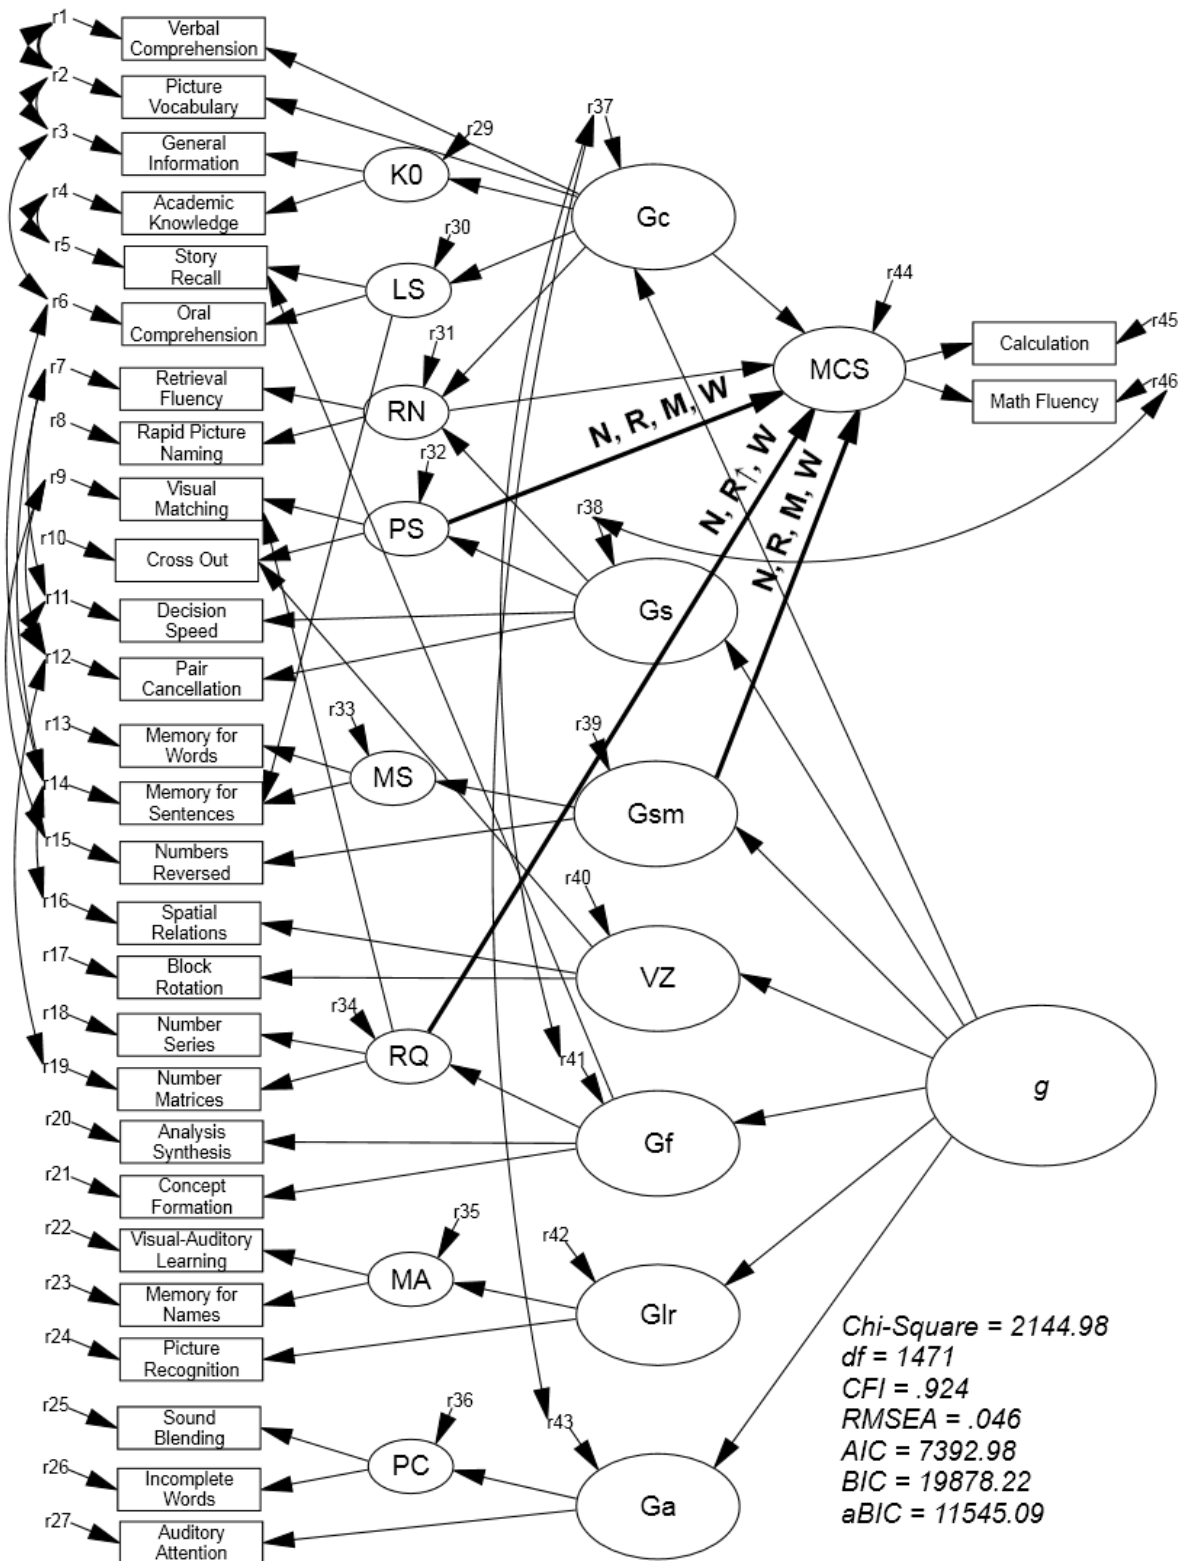 r1
Verbal
Comprehension
r2
Picture
Vocabulary
r3
General
Information
r4
Academic
Knowledge
r5
Story
Recall
r6
Oral
Comprehension
r7
Retrieval
Fluency
r8
Rapid Picture
Naming
r9
Visual
Matching
r10
Cross Out
r11
Decision
Speed
r12
Pair
Cancellation
r13
Memory for
Words
r14
Memory for
Sentences
r15
Numbers
Reversed
r16
Spatial
Relations
r17
Block
Rotation
r18
Number
Series
r19
Number
Matrices
r20
Analysis
Synthesis
r21
Concept
Formation
r22
Visual-Auditory
Learning
r23
Memory for
Names
r24
Picture
Recognition
r25
Sound
Blending
r26
Incomplete
Words
r27
Auditory
Attention
r29
K0
r30
LS
r31
RN
r32
PS
r33
MS
r34
RQ
r35
MA
r36
PC
r37
Gc
r38
Gs
r39
Gsm
r40
VZ
r41
Gf
r42
Glr
r43
Ga
N, R, M, W
N, R↑, W
N, R, M, W
r44
MCS
Calculation
r45
Math Fluency
r46
g
Chi-Square = 2144.98
df = 1471
CFI = .924
RMSEA = .046
AIC = 7392.98
BIC = 19878.22
aBIC = 11545.09